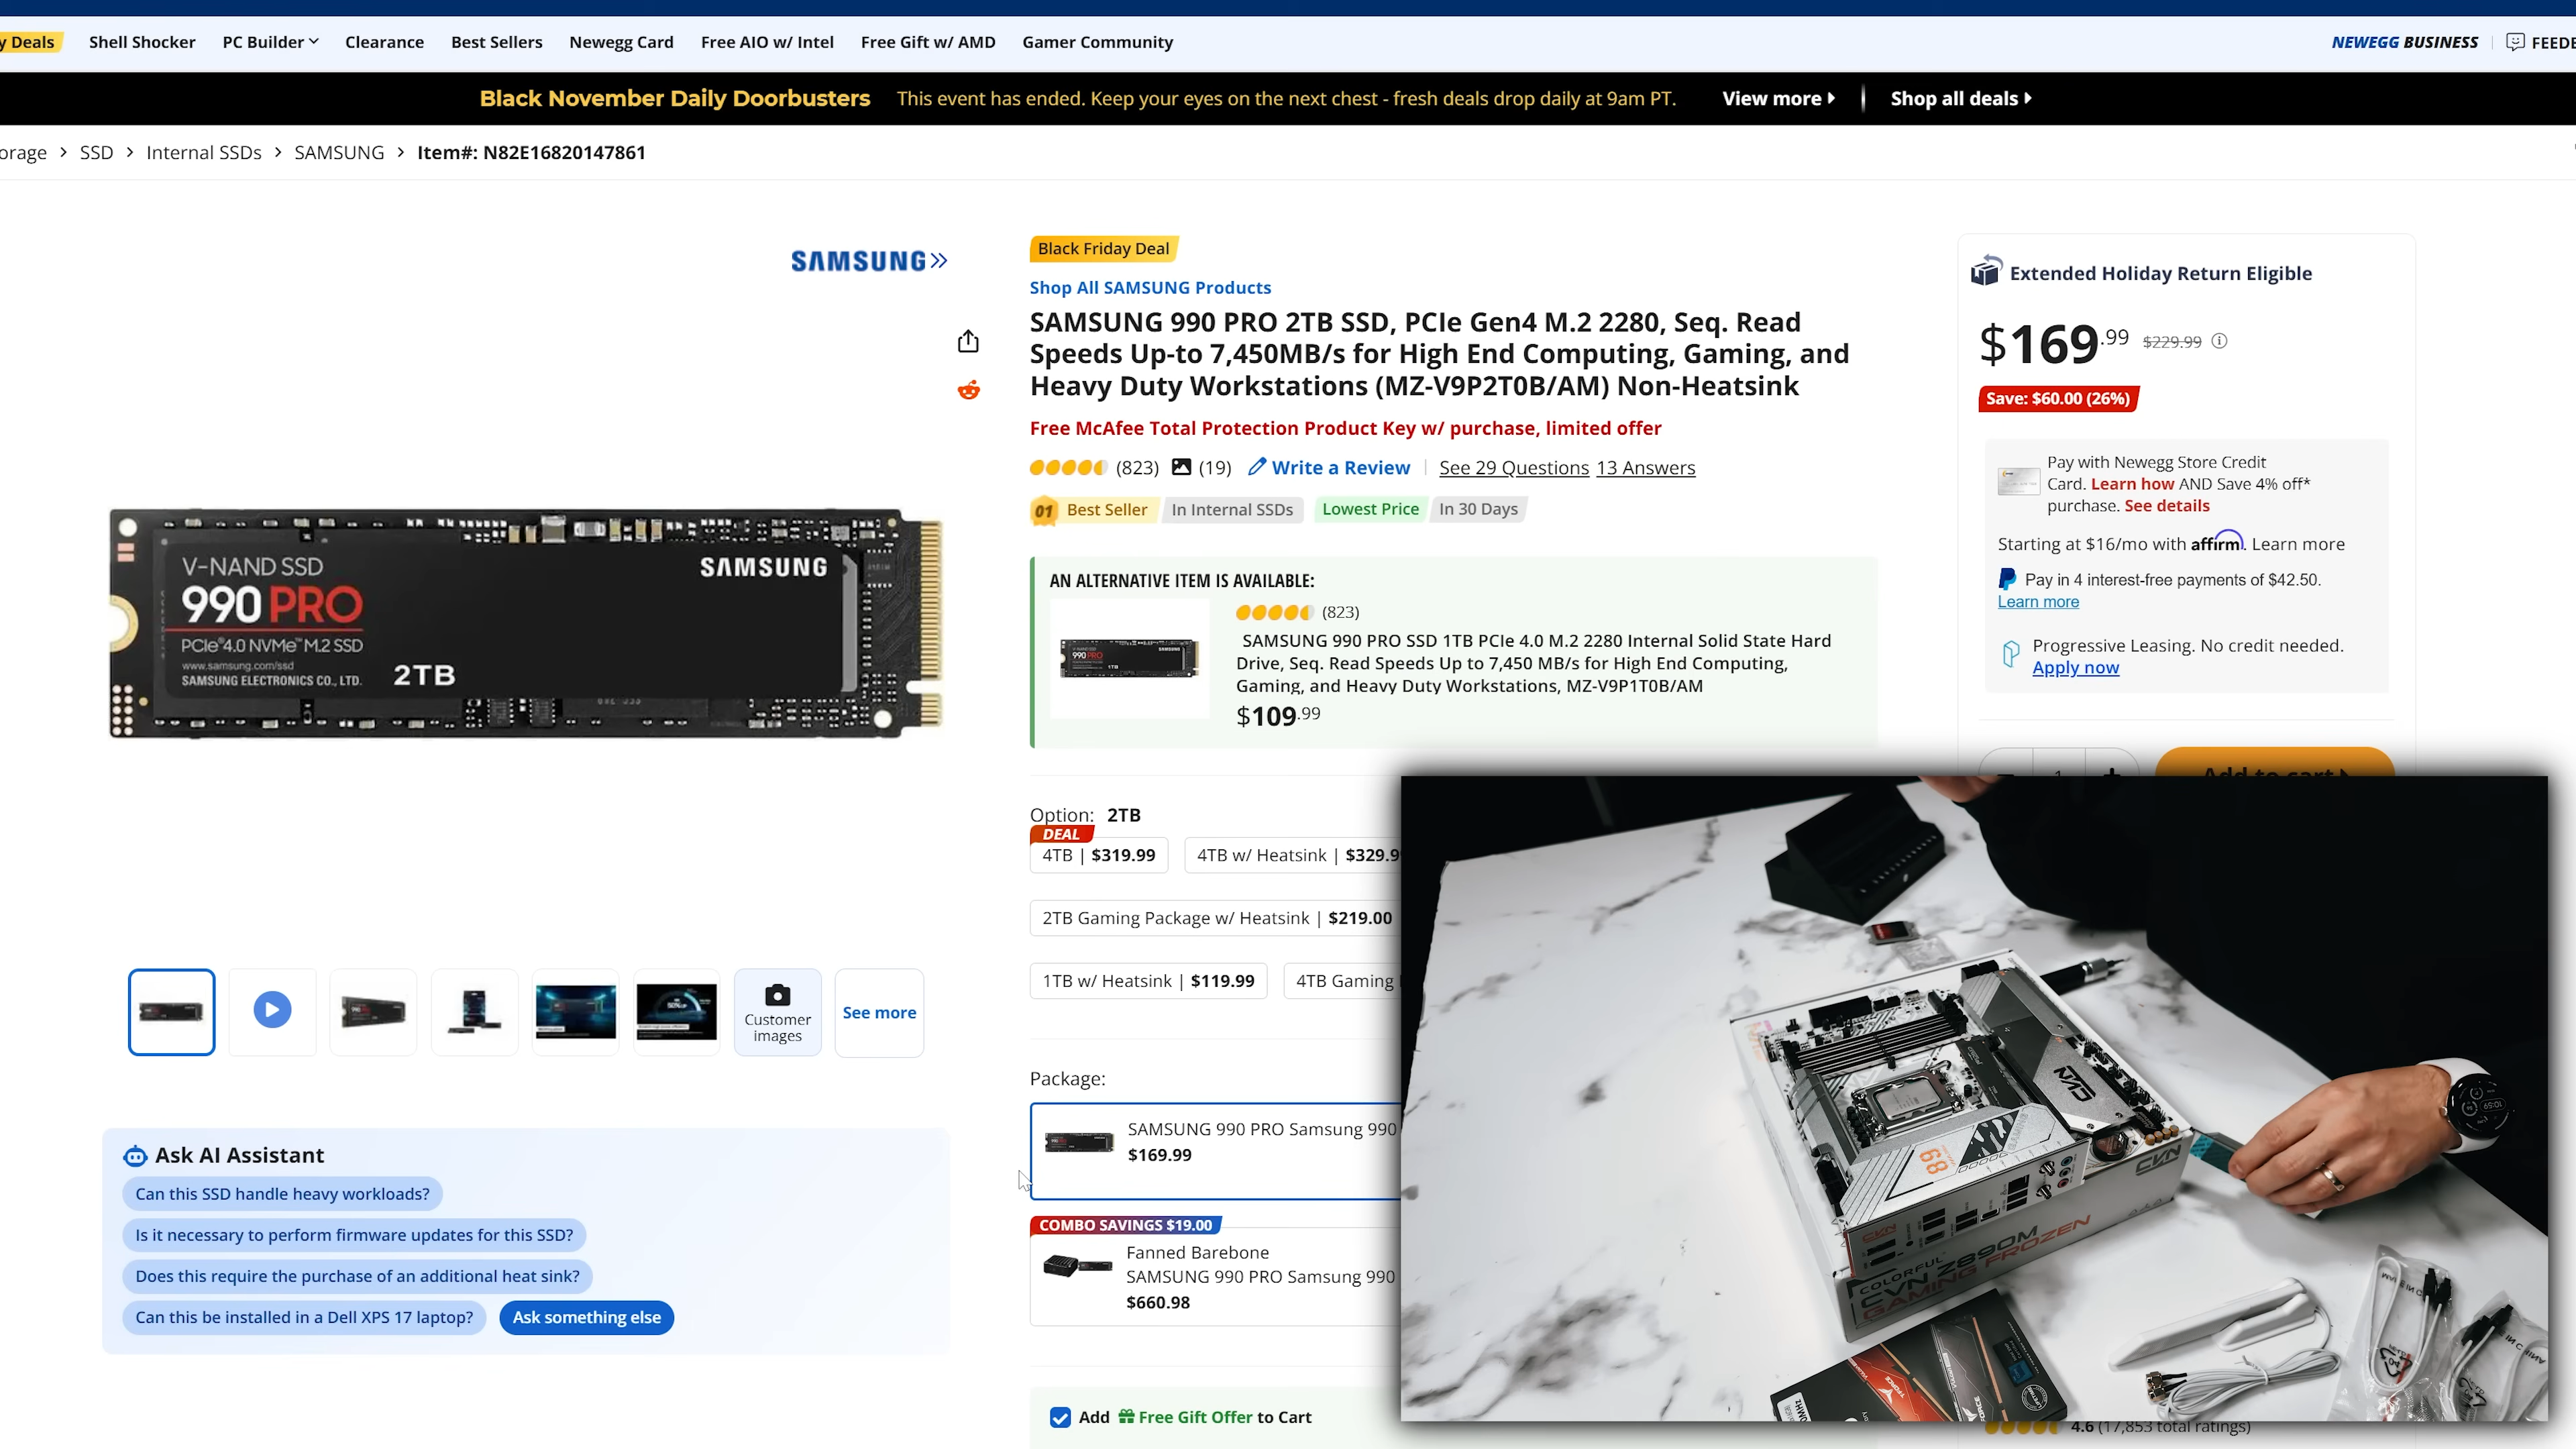 y Deals
Shell Shocker
PC Builder
Clearance
Best Sellers
Newegg Card
Free AIO w/ Intel
Free Gift w/ AMD
Gamer Community
NEWEGG BUSINESS
Black November Daily Doorbusters
This event has ended. Keep your eyes on the next chest - fresh deals drop daily at 9am PT.
View more
Shop all deals
orage > SSD > Internal SSDs > SAMSUNG > Item#: N82E16820147861
SAMSUNG
V-NAND SSD
SAMSUNG
990 PRO
PCIe®4.0 NVMe™ M.2 SSD
www.samsung.com/ssd
SAMSUNG ELECTRONICS CO., LTD.
2TB
Customer
images
See more
Ask AI Assistant
Can this SSD handle heavy workloads?
Is it necessary to perform firmware updates for this SSD?
Does this require the purchase of an additional heat sink?
Can this be installed in a Dell XPS 17 laptop?
Ask something else
Black Friday Deal
Shop All SAMSUNG Products
SAMSUNG 990 PRO 2TB SSD, PCIe Gen4 M.2 2280, Seq. Read
Speeds Up-to 7,450MB/s for High End Computing, Gaming, and
Heavy Duty Workstations (MZ-V9P2T0B/AM) Non-Heatsink
Free McAfee Total Protection Product Key w/ purchase, limited offer
(823) (19) Write a Review See 29 Questions 13 Answers
01 Best Seller In Internal SSDs Lowest Price In 30 Days
AN ALTERNATIVE ITEM IS AVAILABLE:
(823)
SAMSUNG 990 PRO SSD 1TB PCIe 4.0 M.2 2280 Internal Solid State Hard
Drive, Seq. Read Speeds Up to 7,450 MB/s for High End Computing,
Gaming, and Heavy Duty Workstations, MZ-V9P1T0B/AM
$109.99
Option: 2TB
DEAL
4TB | $319.99
4TB w/ Heatsink | $329.9
2TB Gaming Package w/ Heatsink | $219.00
1TB w/ Heatsink | $119.99
4TB Gaming
Package:
SAMSUNG 990 PRO Samsung 990
$169.99
COMBO SAVINGS $19.00
Fanned Barebone
SAMSUNG 990 PRO Samsung 990
$660.98
Add Free Gift Offer to Cart
Extended Holiday Return Eligible
$169.99 $229.99
Save: $60.00 (26%)
Pay with Newegg Store Credit
Card. Learn how AND Save 4% off*
purchase. See details
Starting at $16/mo with affirm. Learn more
Pay in 4 interest-free payments of $42.50.
Learn more
Progressive Leasing. No credit needed.
Apply now
1
Add to cart
CVN
CVN
COLORFUL
CVN Z890M
GAMING FROZEN
4.6 (17,853 total ratings)